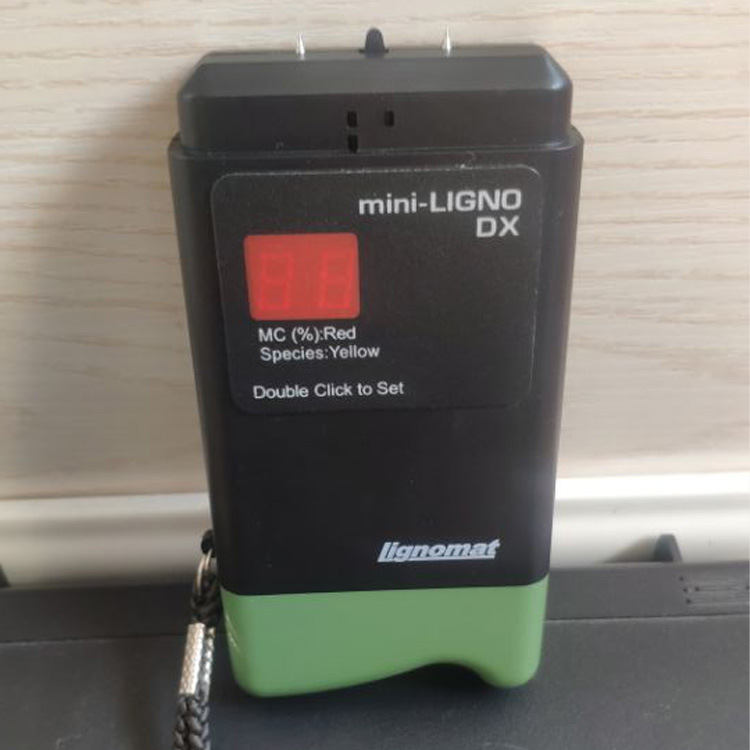 mini-LIGNO
DX
MC (%):Red
Species:Yellow
Double Click to Set
lignomat